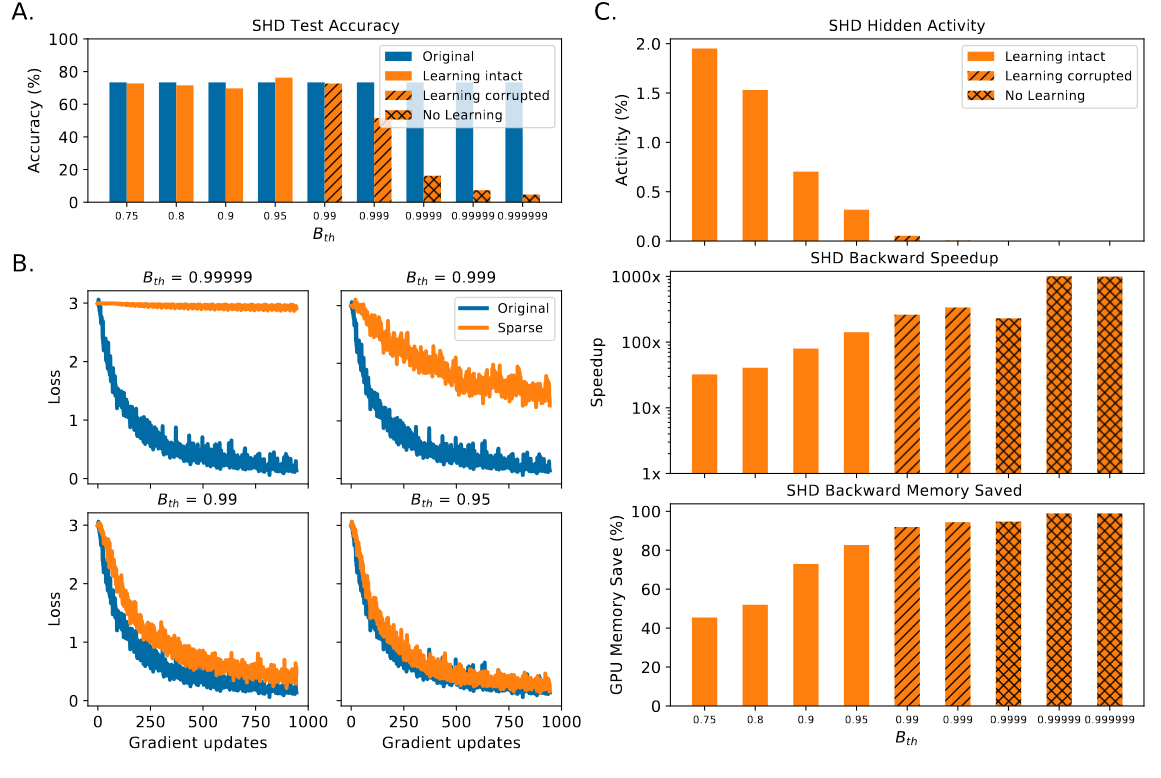 A.
SHD Test Accuracy
100
80
60
40
20
0
Accuracy (%)
Original
Learning intact
Learning corrupted
No Learning
0.75 0.8 0.9 0.95 0.99 0.999 0.9999 0.99999 0.999999
B_th
B.
B_th = 0.99999
3
2
1
0
Loss
B_th = 0.999
Original
Sparse
B_th = 0.99
3
2
1
0
Loss
0 250 500 750 1000
Gradient updates
B_th = 0.95
0 250 500 750 1000
Gradient updates
C.
SHD Hidden Activity
2.0
1.5
1.0
0.5
0.0
Activity (%)
Learning intact
Learning corrupted
No Learning
SHD Backward Speedup
1000x
100x
10x
1x
Speedup
SHD Backward Memory Saved
100
80
60
40
20
0
GPU Memory Save (%)
0.75 0.8 0.9 0.95 0.99 0.999 0.9999 0.99999 0.999999
B_th